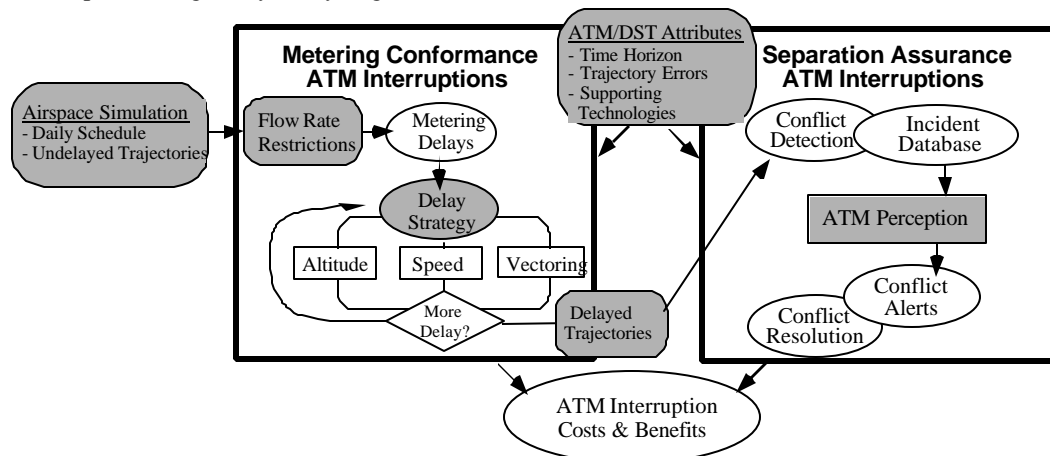 ATM/DST Attributes
- Time Horizon
- Trajectory Errors
- Supporting
Technologies
Metering Conformance
ATM Interruptions
Separation Assurance
ATM Interruptions
Airspace Simulation
- Daily Schedule
- Undelayed Trajectories
Flow Rate
Restrictions
Metering
Delays
Delay
Strategy
Altitude
Speed
Vectoring
More
Delay?
Delayed
Trajectories
Conflict
Detection
Incident
Database
ATM Perception
Conflict
Alerts
Conflict
Resolution
ATM Interruption
Costs & Benefits